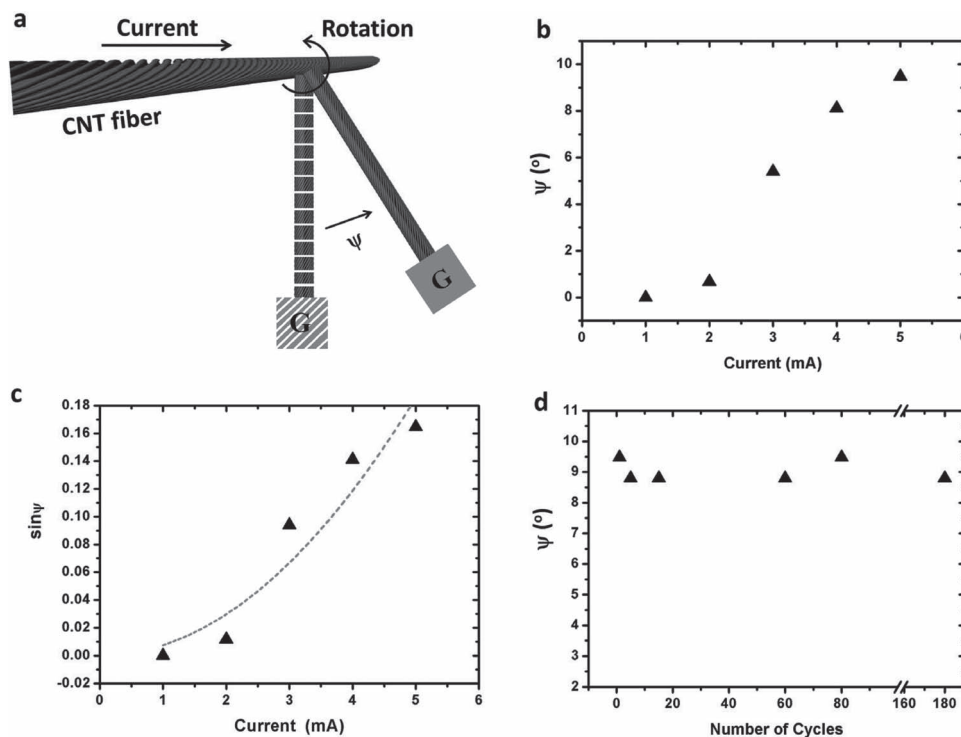 a
Current
Rotation
CNT fiber
ψ
G
G
b
10
8
6
4
2
0
ψ (º)
0 1 2 3 4 5 6
Current (mA)
c
0.18
0.16
0.14
0.12
0.10
0.08
0.06
0.04
0.02
0.00
-0.02
sinψ
0 1 2 3 4 5 6
Current (mA)
d
11
10
9
8
7
6
5
4
3
2
ψ (º)
0 20 40 60 80 160 180
Number of Cycles